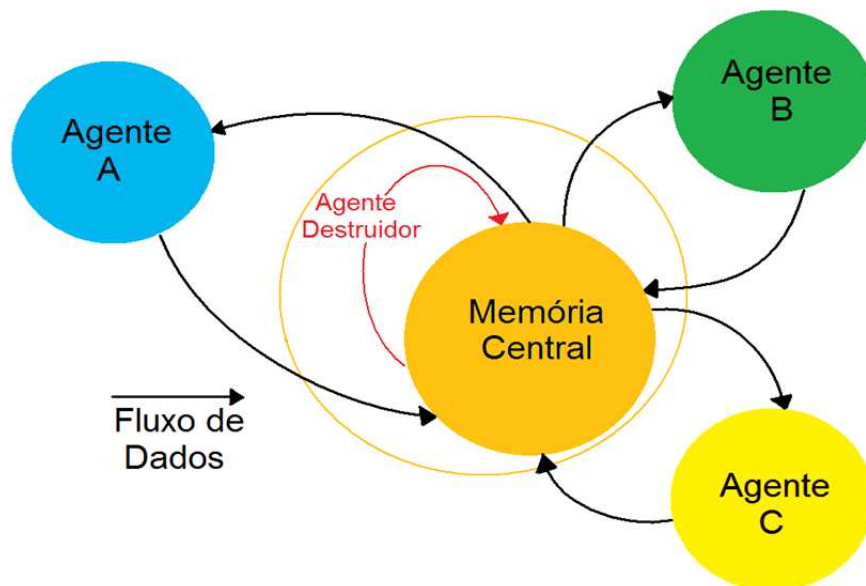 Agente
A
Agente
B
Agente
Destruidor
Memória
Central
Fluxo de
Dados
Agente
C